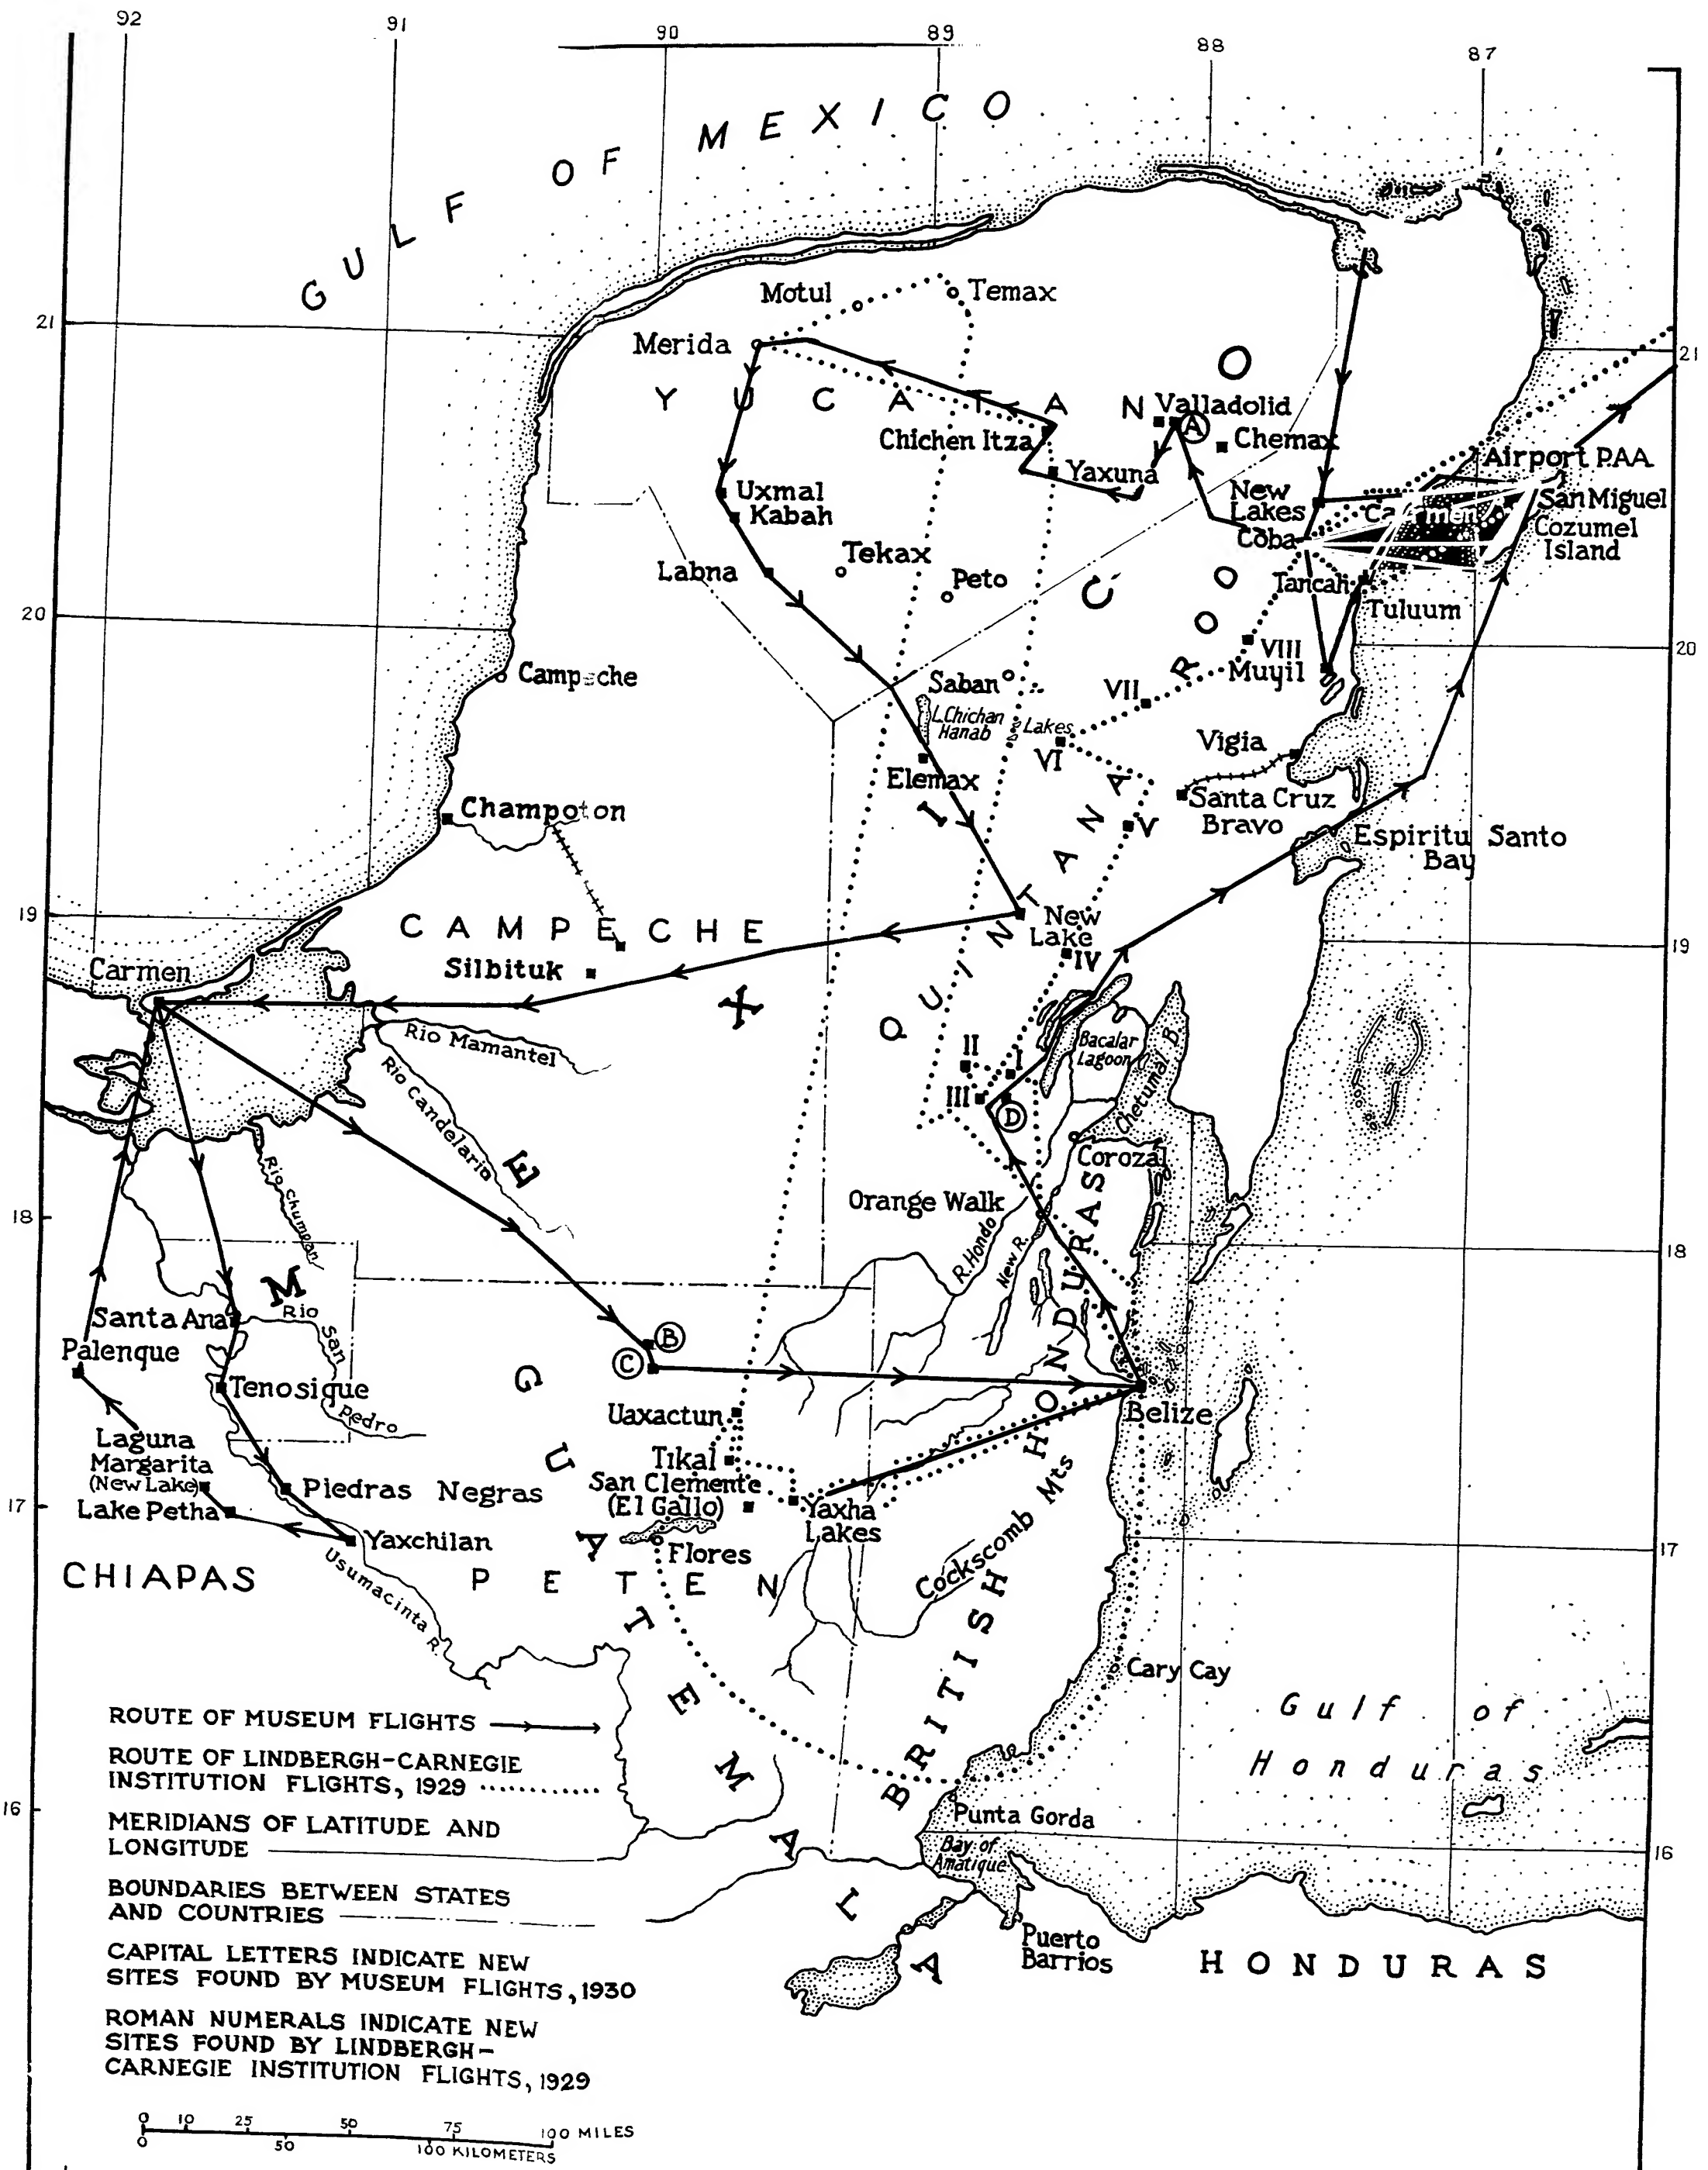 92
91
90
89
88
87
GULF OF MEXICO
Motul
Temax
21
Merida
21
YUCATAN
Valladolid
A
Chichen Itza
Chemax
Yaxuna
Airport P.A.A.
Uxmal
New
Lakes
San Miguel
Kabah
Coba
Cozumel
Island
Tekax
Labna
Peto
Tancah
Tuluum
20
20
VIII
Muyil
Campeche
Saban
VII
L. Chichan
Hanab
Lakes
VI
Vigia
Elemax
Santa Cruz
Bravo
Champoton
V
Espiritu Santo
Bay
QUINTANA ROO
MEXICO
19
19
CAMPECHE
New
Lake
IV
Silbituk
Carmen
Rio Mamantel
Rio Candelaria
II
I
III
D
Bacalar
Lagoon
Chetumal B.
Corozal
Rio Chumpan
Orange Walk
18
18
R. Hondo
New R.
Santa Ana
Rio San Pedro
Palenque
B
C
Tenosique
Belize
Uaxactun
Laguna
Margarita
(New Lake)
Tikal
San Clemente
(El Gallo)
Piedras Negras
Yaxha
Lakes
Lake Petha
17
17
Yaxchilan
Flores
Cockscomb Mts
CHIAPAS
PETEN
Usumacinta R.
GUATEMALA
BRITISH HONDURAS
Cary Cay
Gulf of
Honduras
ROUTE OF MUSEUM FLIGHTS
ROUTE OF LINDBERGH-CARNEGIE
INSTITUTION FLIGHTS, 1929
MERIDIANS OF LATITUDE AND
LONGITUDE
16
16
Punta Gorda
Bay of
Amatique
BOUNDARIES BETWEEN STATES
AND COUNTRIES
Puerto
Barrios
HONDURAS
CAPITAL LETTERS INDICATE NEW
SITES FOUND BY MUSEUM FLIGHTS, 1930
ROMAN NUMERALS INDICATE NEW
SITES FOUND BY LINDBERGH-
CARNEGIE INSTITUTION FLIGHTS, 1929
0 10 25 50 75 100 MILES
0 50 100 KILOMETERS